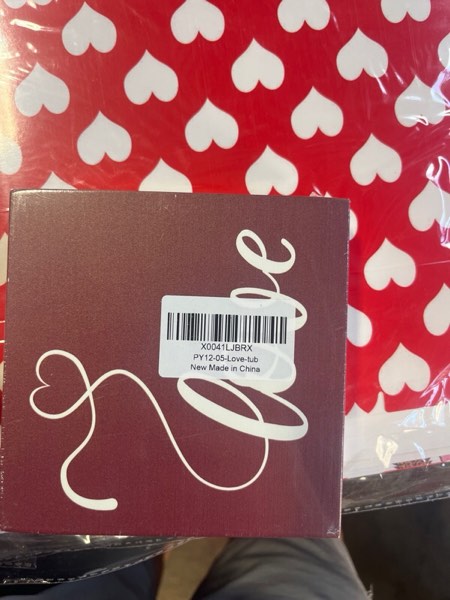 love
X0041LJBRX
PY12-05-Love-tub
New Made in China